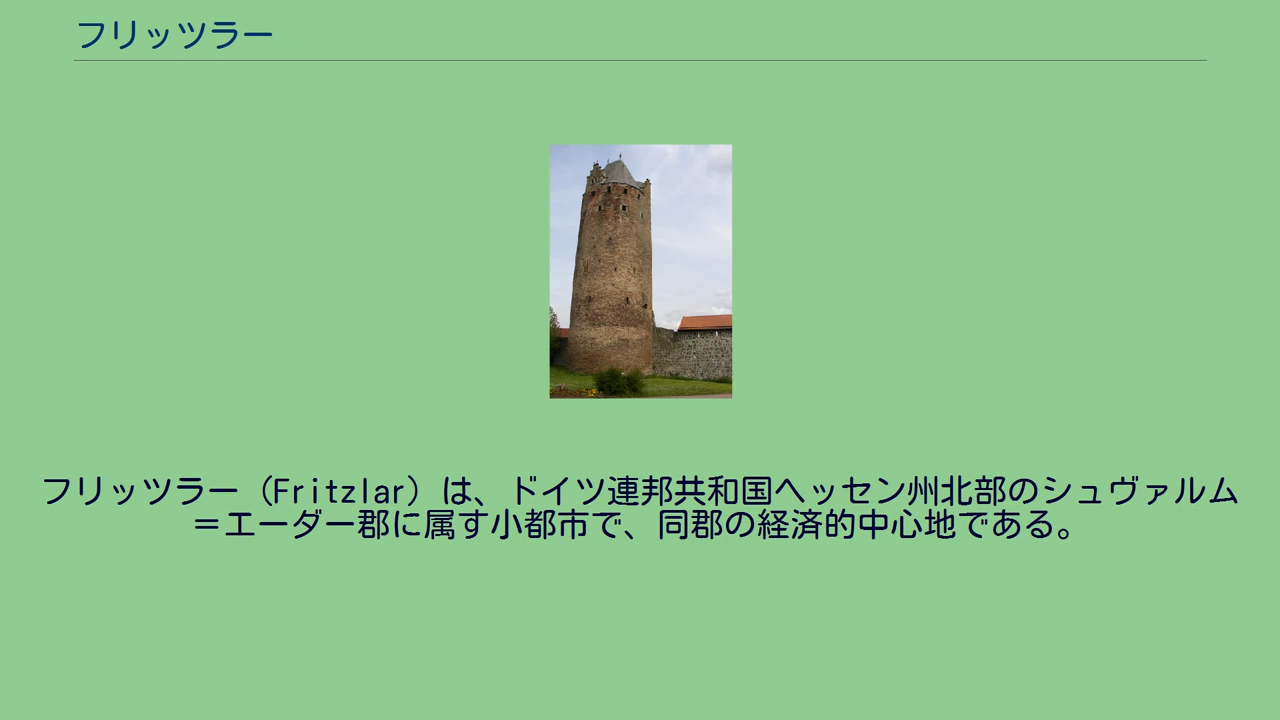 フリッツラー
フリッツラー（Fritzlar）は、ドイツ連邦共和国ヘッセン州北部のシュヴァルム
＝エーダー郡に属す小都市で、同郡の経済的中心地である。